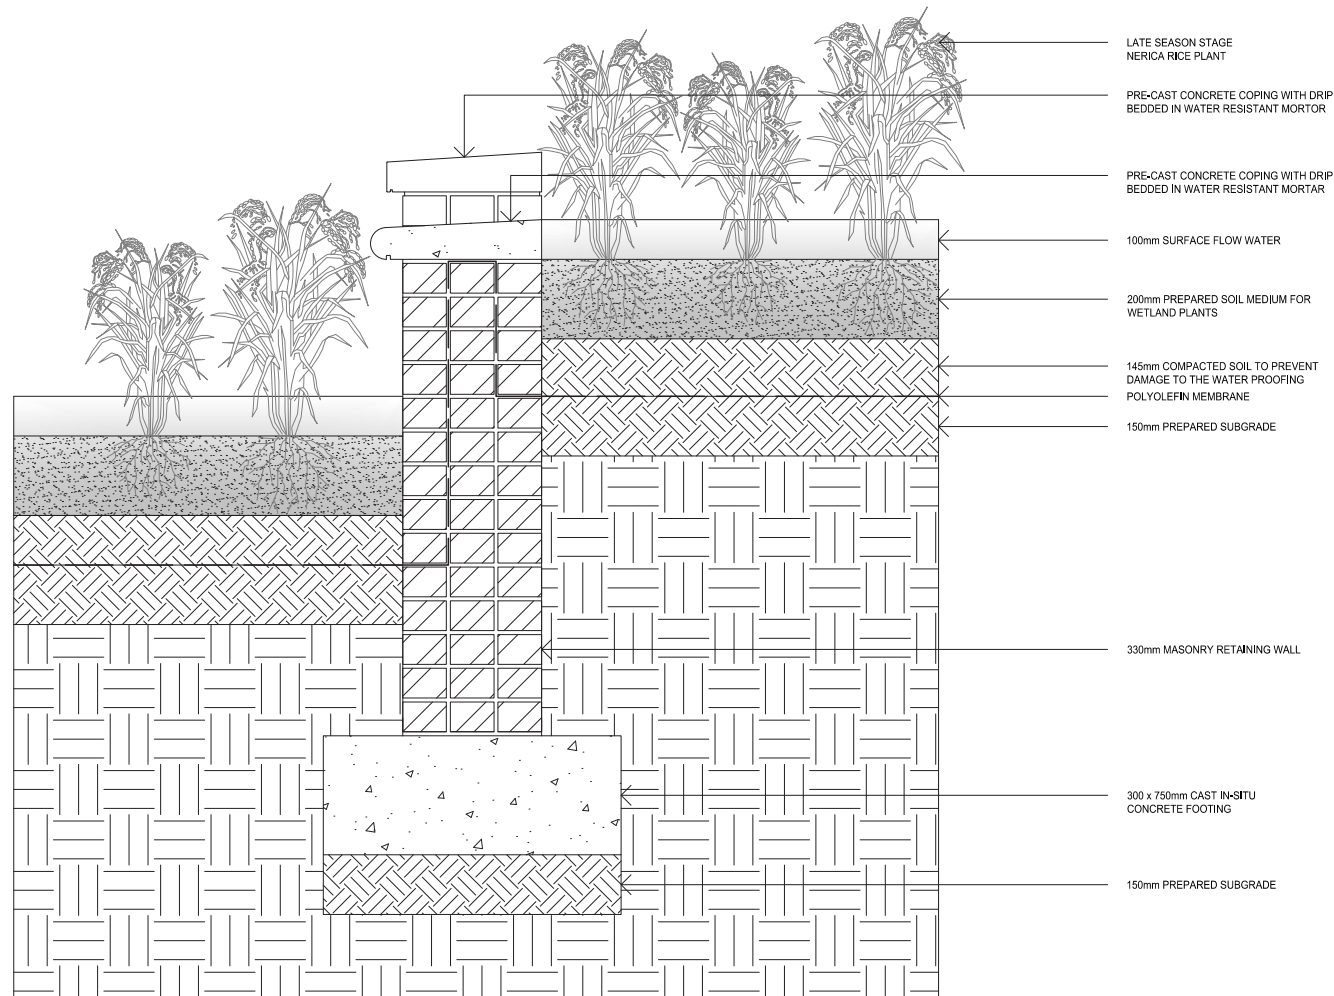 LATE SEASON STAGE
NERICA RICE PLANT
PRE-CAST CONCRETE COPING WITH DRIP
BEDDED IN WATER RESISTANT MORTOR
PRE-CAST CONCRETE COPING WITH DRIP
BEDDED IN WATER RESISTANT MORTAR
100mm SURFACE FLOW WATER
200mm PREPARED SOIL MEDIUM FOR
WETLAND PLANTS
145mm COMPACTED SOIL TO PREVENT
DAMAGE TO THE WATER PROOFING
POLYOLEFIN MEMBRANE
150mm PREPARED SUBGRADE
330mm MASONRY RETAINING WALL
300 x 750mm CAST IN-SITU
CONCRETE FOOTING
150mm PREPARED SUBGRADE